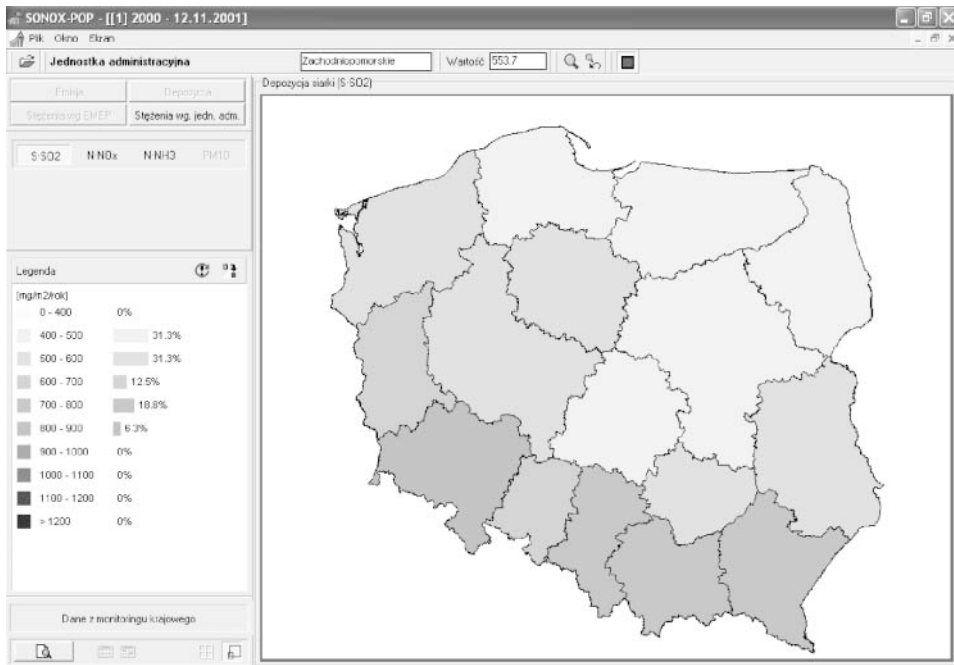 SONOX-POP - [[1] 2000 - 12.11.2001]
Plik Okno Ekran
Jednostka administracyjna Zachodniopomorskie Wartość 553.7
Emisja Depozycja
Stężenia wg EMEP Stężenia wg. jedn. adm.
Depozycja siarki (S-SO2)
S-SO2 N-NOx N-NH3 PM10
Legenda
[mg/m2/rok]
0 - 400 0%
400 - 500 31.3%
500 - 600 31.3%
600 - 700 12.5%
700 - 800 18.8%
800 - 900 6.3%
900 - 1000 0%
1000 - 1100 0%
1100 - 1200 0%
> 1200 0%
Dane z monitoringu krajowego